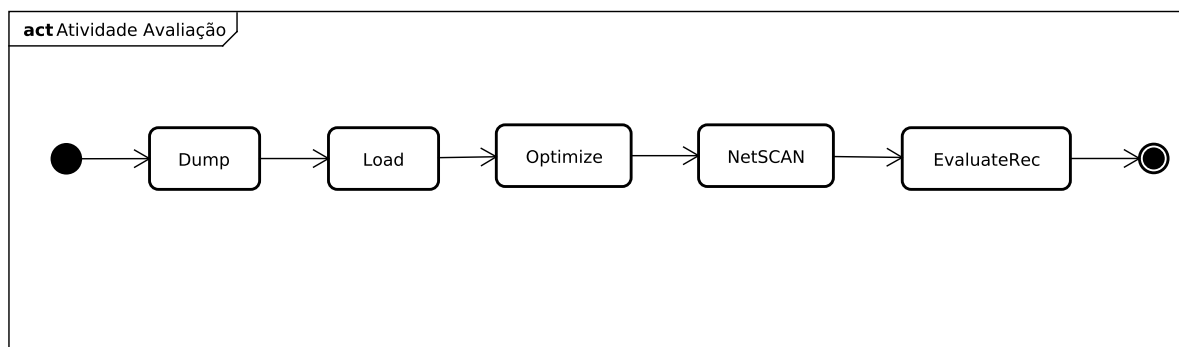 act Atividade Avaliação
Dump
Load
Optimize
NetSCAN
EvaluateRec